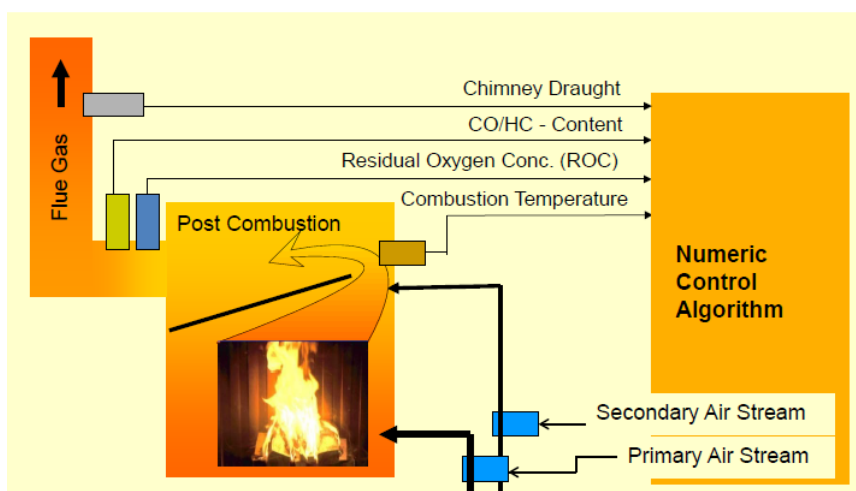 Chimney Draught
CO/HC - Content
Residual Oxygen Conc. (ROC)
Combustion Temperature
Flue Gas
Post Combustion
Numeric
Control
Algorithm
Secondary Air Stream
Primary Air Stream